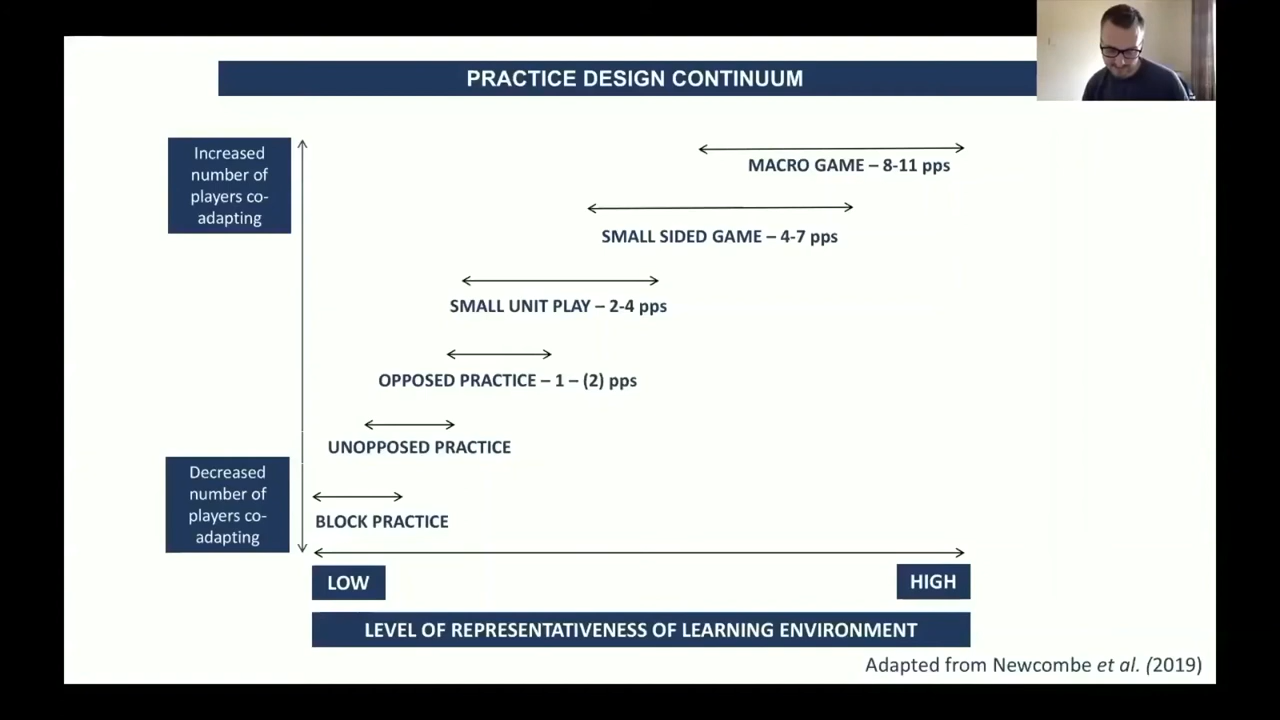 PRACTICE DESIGN CONTINUUM
Increased
number of
players co-
adapting
MACRO GAME – 8-11 pps
SMALL SIDED GAME – 4-7 pps
SMALL UNIT PLAY – 2-4 pps
OPPOSED PRACTICE – 1 – (2) pps
UNOPPOSED PRACTICE
Decreased
number of
players co-
adapting
BLOCK PRACTICE
LOW
HIGH
LEVEL OF REPRESENTATIVENESS OF LEARNING ENVIRONMENT
Adapted from Newcombe et al. (2019)